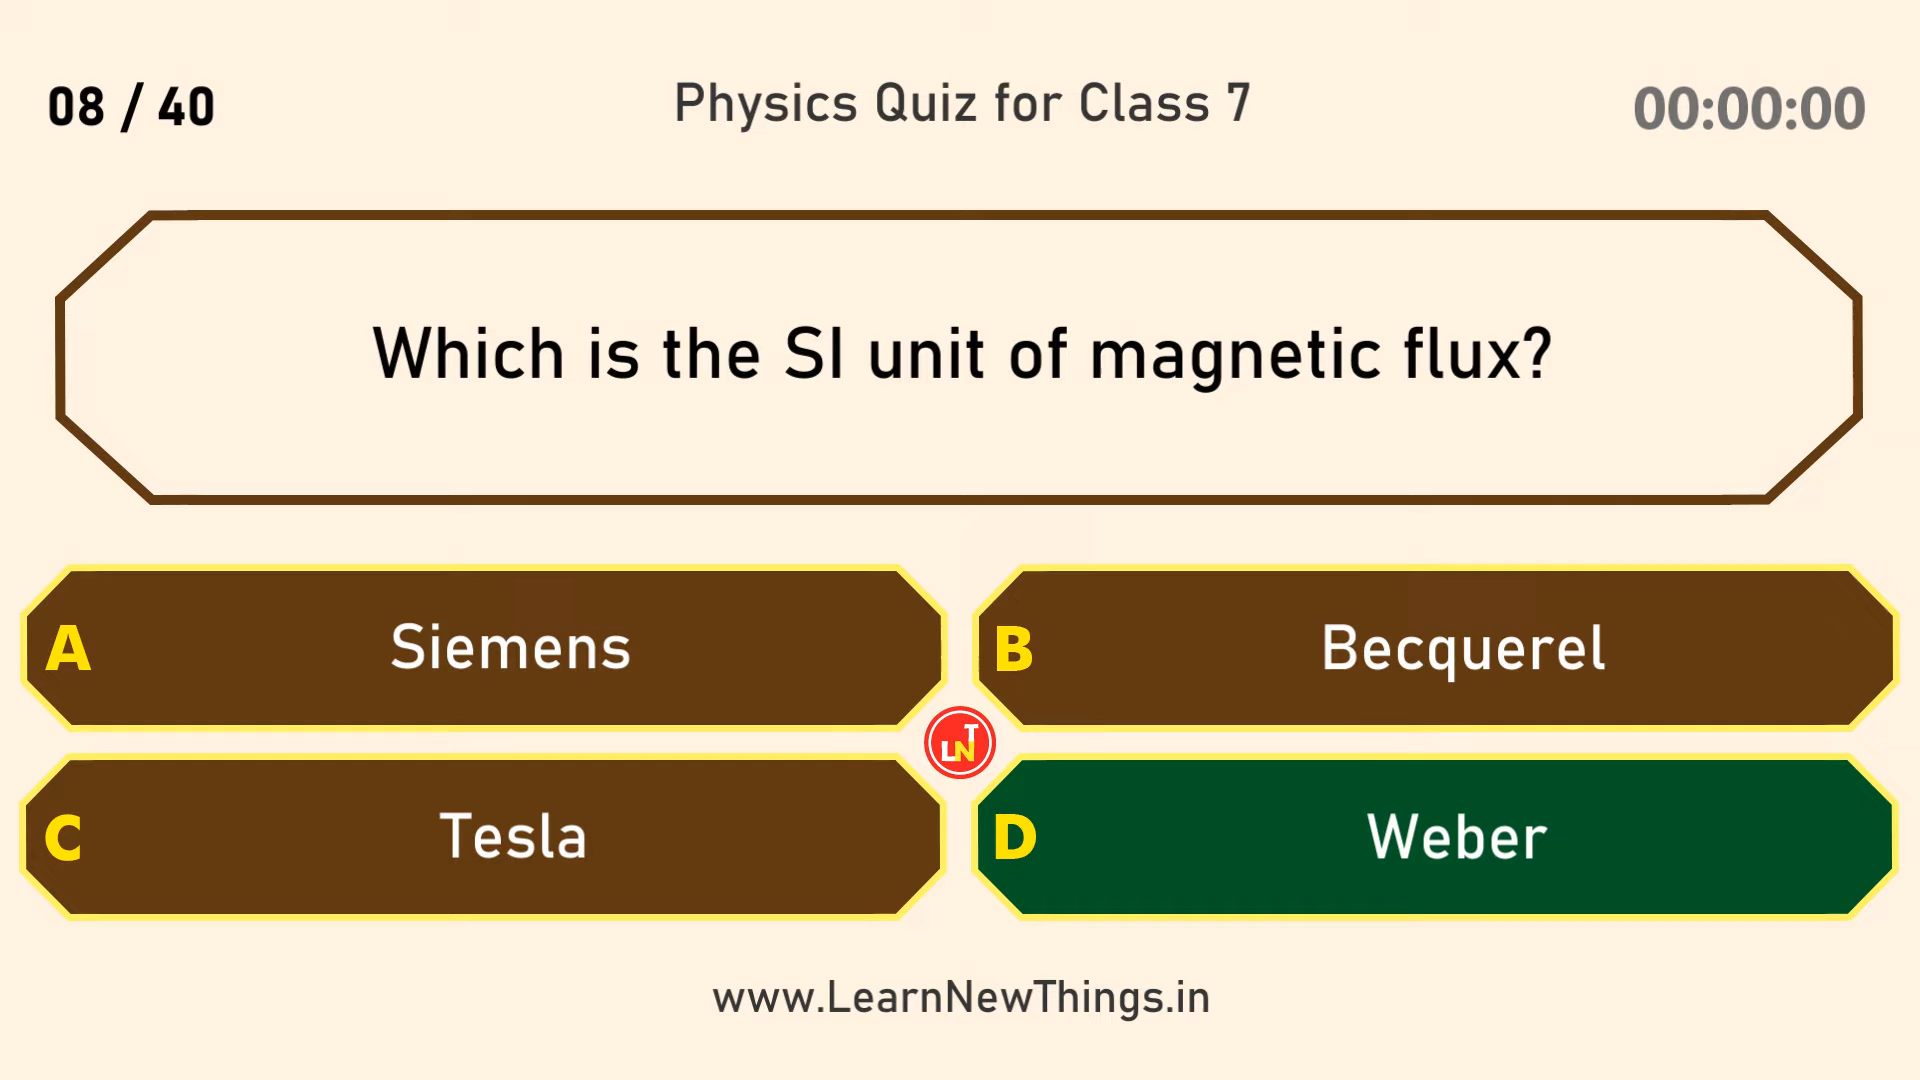 08 / 40
Physics Quiz for Class 7
00:00:00
Which is the SI unit of magnetic flux?
A Siemens
B Becquerel
LNT
C Tesla
D Weber
www.LearnNewThings.in